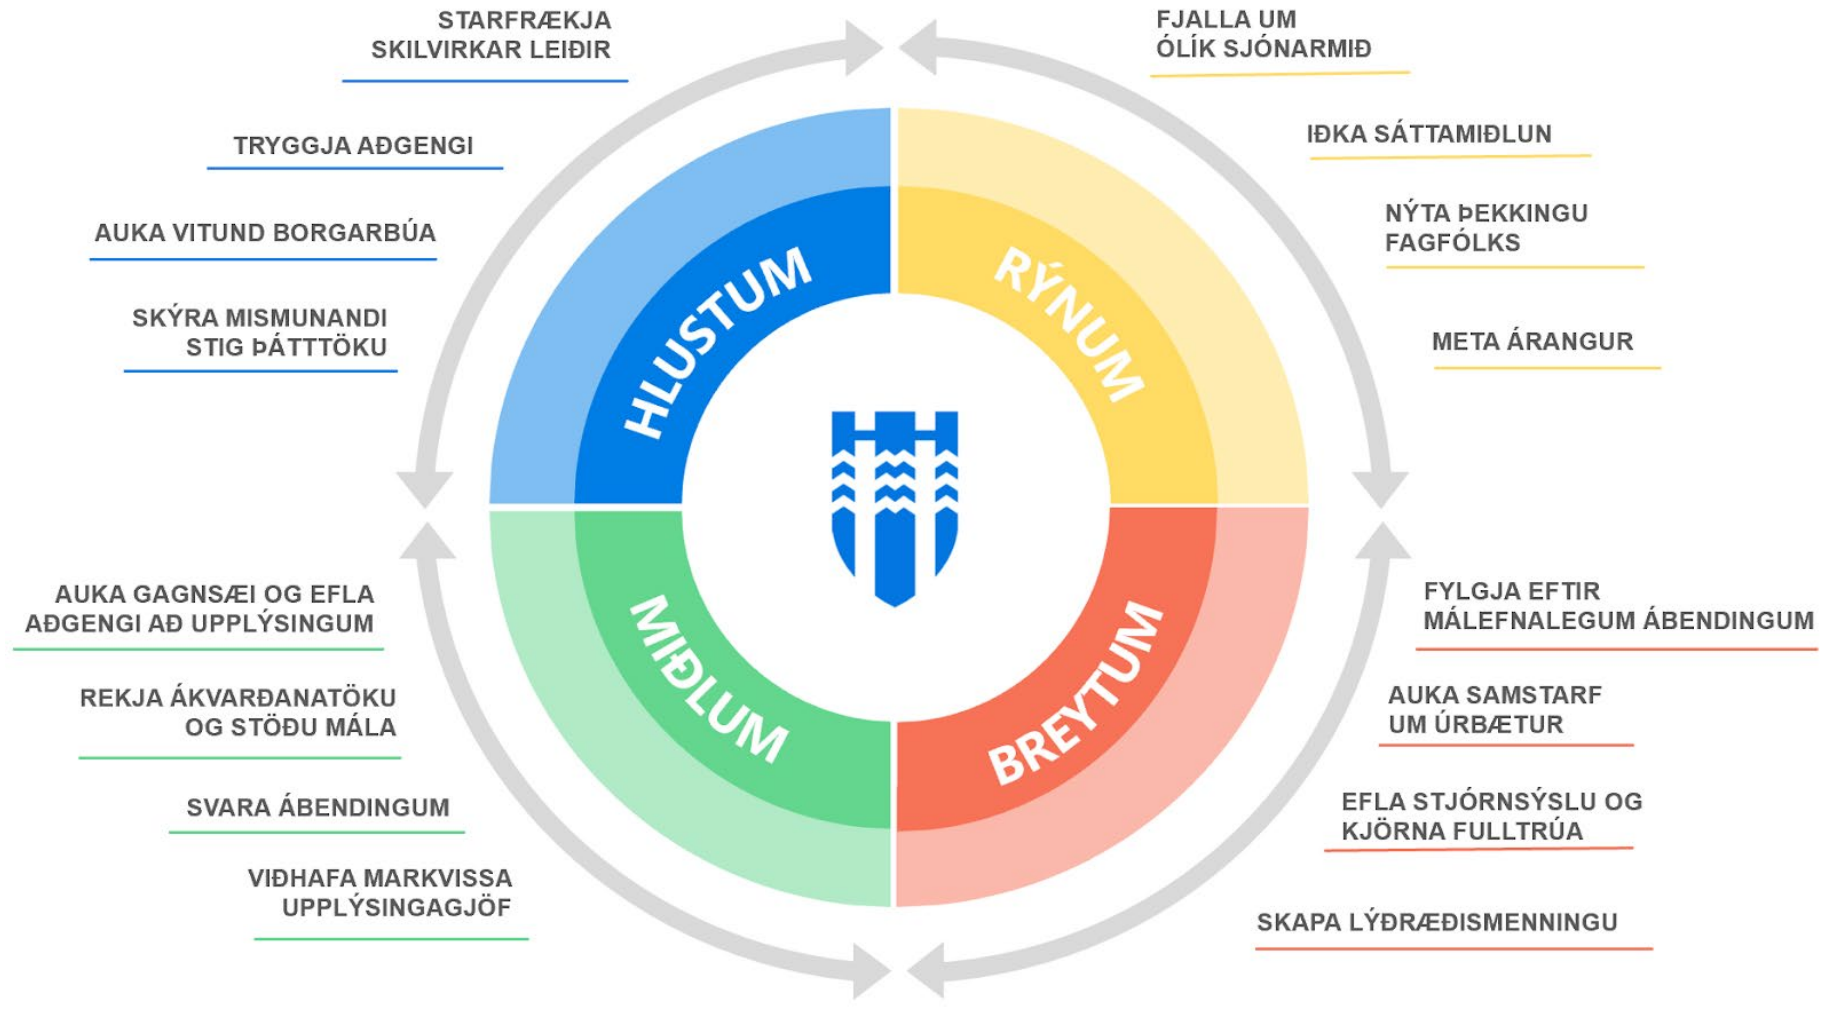 STARFRÆKJA
SKILVIRKAR LEIÐIR
TRYGGJA AÐGENGI
AUKA VITUND BORGARBÚA
SKÝRA MISMUNANDI
STIG ÞÁTTTÖKU
HLUSTUM
FJALLA UM
ÓLÍK SJÓNARMIÐ
IÐKA SÁTTAMIÐLUN
NÝTA ÞEKKINGU
FAGFÓLKS
META ÁRANGUR
RÝNUM
AUKA GAGNSÆI OG EFLA
AÐGENGI AÐ UPPLÝSINGUM
REKJA ÁKVARÐANATÖKU
OG STÖÐU MÁLA
SVARA ÁBENDINGUM
VIÐHAFA MARKVISSA
UPPLÝSINGAGJÖF
MIÐLUM
FYLGJA EFTIR
MÁLEFNALEGUM ÁBENDINGUM
AUKA SAMSTARF
UM ÚRBÆTUR
EFLA STJÓRNSÝSLU OG
KJÖRNA FULLTRÚA
SKAPA LÝÐRÆÐISMENNINGU
BREYTUM